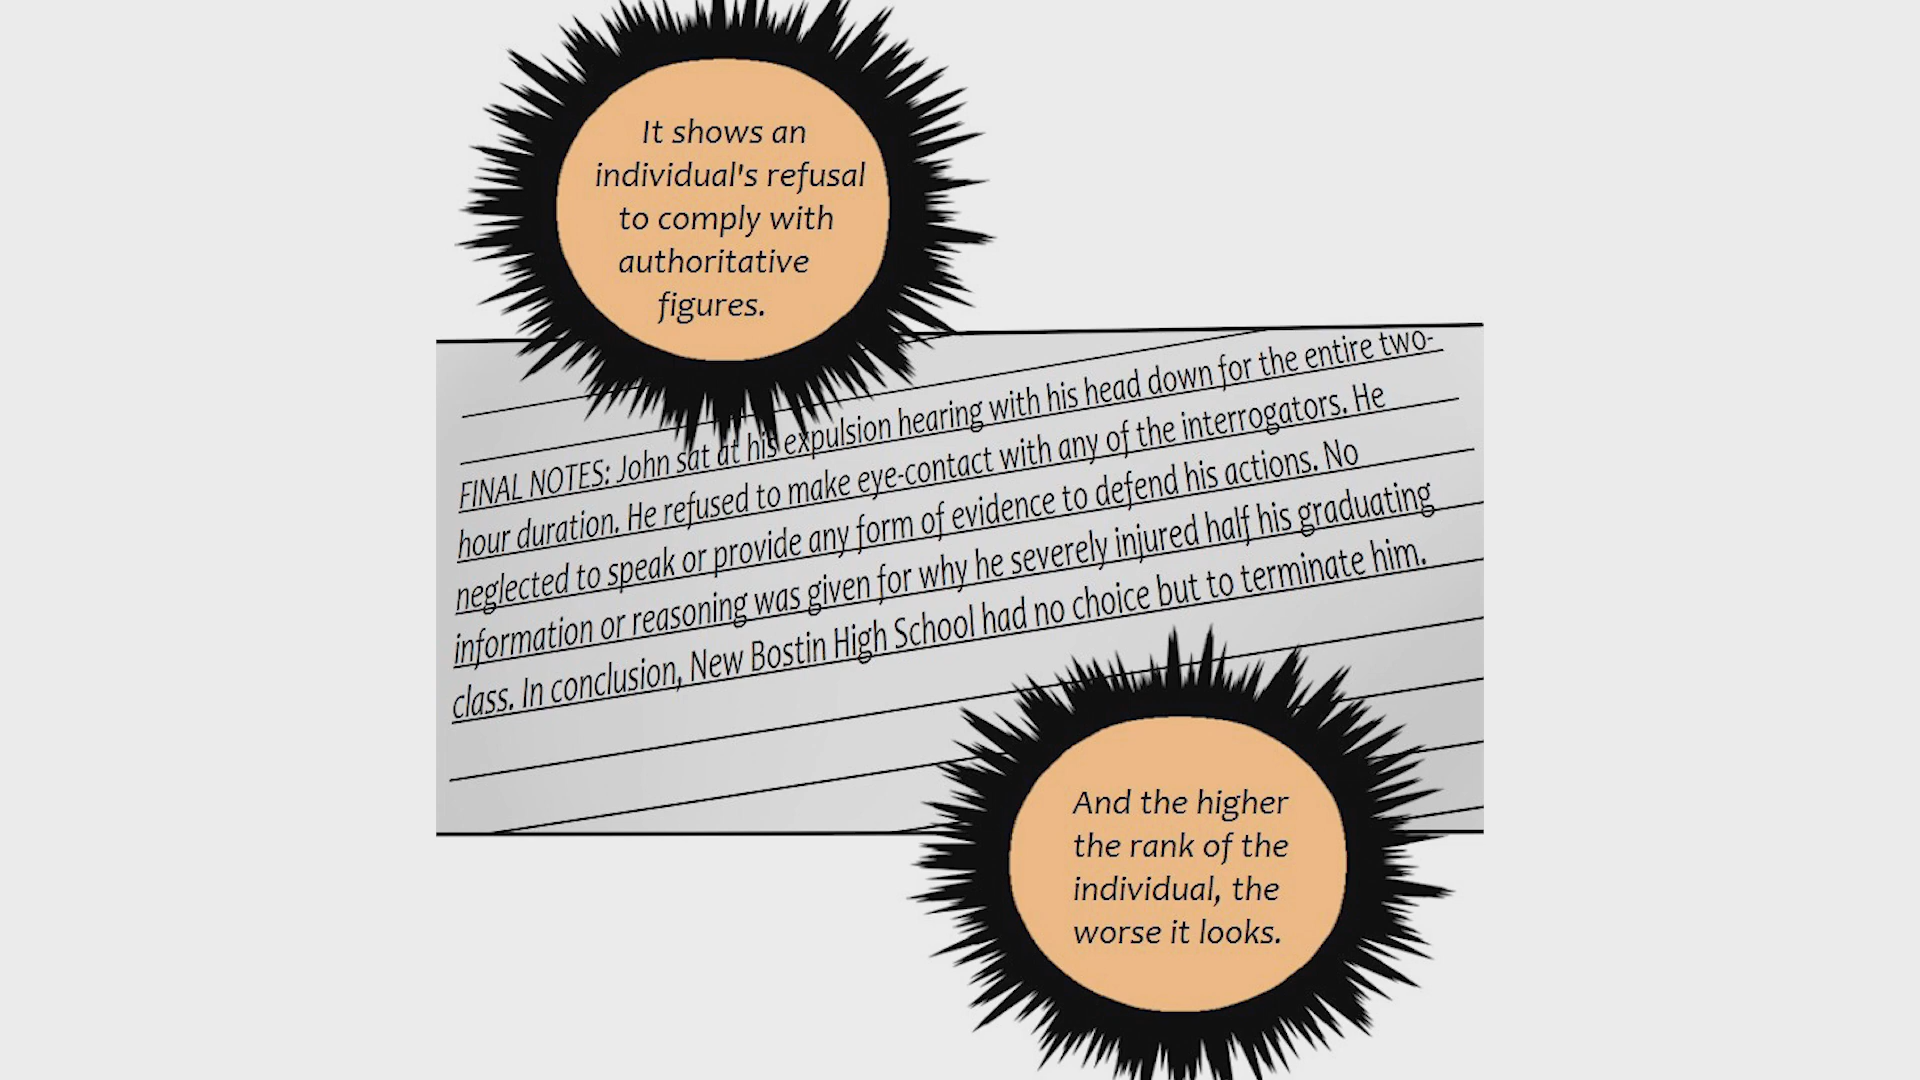 It shows an
individual's refusal
to comply with
authoritative
figures.
FINAL NOTES: John sat at his expulsion hearing with his head down for the entire two-
hour duration. He refused to make eye-contact with any of the interrogators. He
neglected to speak or provide any form of evidence to defend his actions. No
information or reasoning was given for why he severely injured half his graduating
class. In conclusion, New Bostin High School had no choice but to terminate him.
And the higher
the rank of the
individual, the
worse it looks.